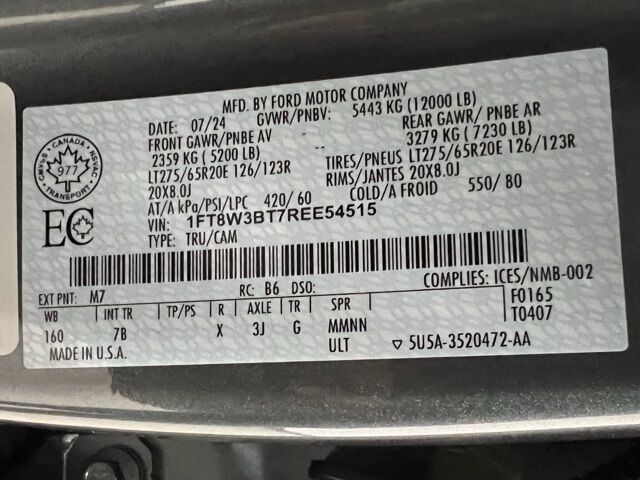 MFD. BY FORD MOTOR COMPANY
DATE: 07/24 GVWR/PNBV: 5443 KG (12000 LB)
FRONT GAWR/PNBE AV REAR GAWR/ PNBE AR
2359 KG ( 5200 LB) 3279 KG ( 7230 LB)
LT275/65R20E 126/123R TIRES/PNEUS LT275/65R20E 126/123R
20X8.0J RIMS/JANTES 20X8.0J
AT/A kPa/PSI/LPC 420/ 60 COLD/A FROID 550/ 80
VIN: 1FT8W3BT7REE54515
TYPE: TRU/CAM
CANADA
977
TRANSPORT
EC
EXT PNT: M7 RC: B6 DSO: COMPLIES: ICES/NMB-002
WB INT TR TP/PS R AXLE TR SPR F0165
160 7B X 3J G MMNN T0407
MADE IN U.S.A. ULT ▽ 5U5A-3520472-AA